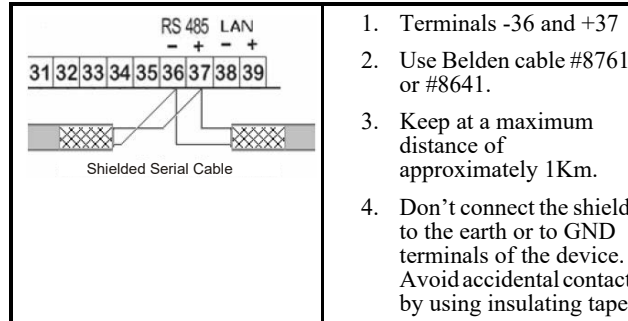 RS 485 LAN
- + - +
31 32 33 34 35 36 37 38 39
Shielded Serial Cable
1. Terminals -36 and +37
2. Use Belden cable #8761
or #8641.
3. Keep at a maximum
distance of
approximately 1Km.
4. Don't connect the shield
to the earth or to GND
terminals of the device.
Avoid accidental contact
by using insulating tape